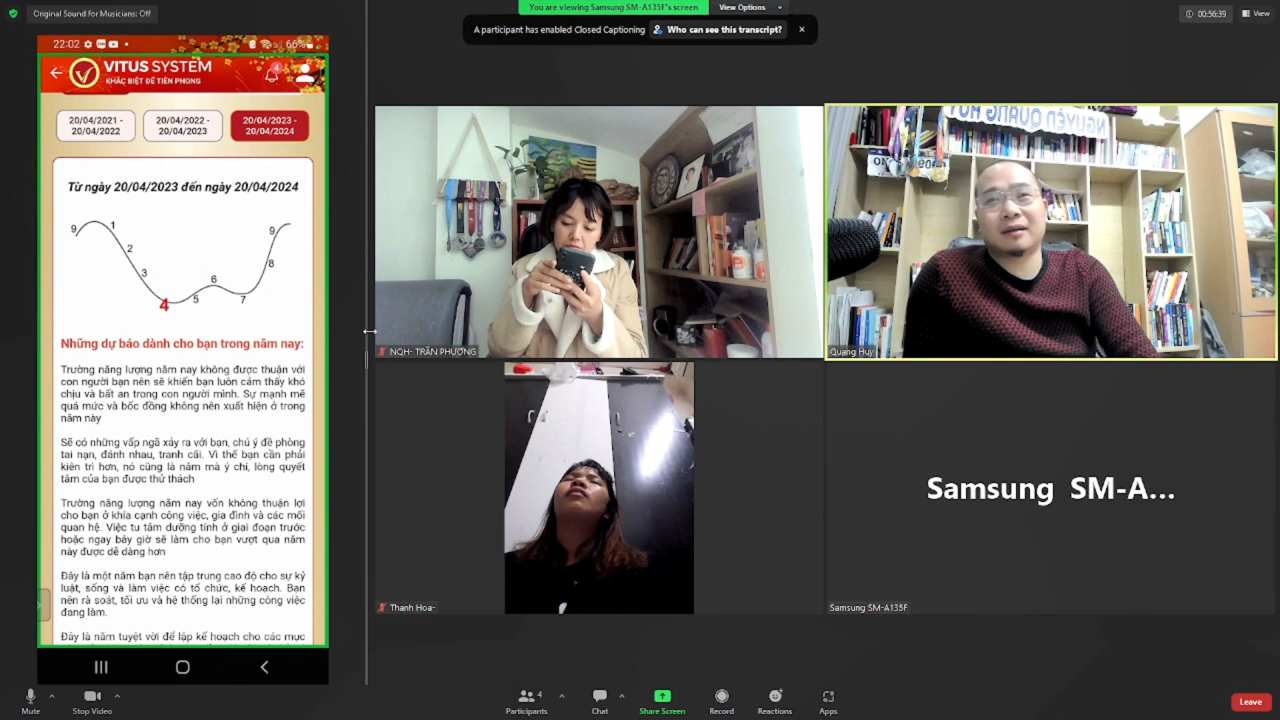 Original Sound for Musicians: Off
You are viewing Samsung SM-A135F's screen
View Options
A participant has enabled Closed Captioning
Who can see this transcript?
00:56:39
View
22:02
66%
VITUS SYSTEM
KHÁC BIỆT ĐỂ TIÊN PHONG
4
20/04/2021 -
20/04/2022
20/04/2022 -
20/04/2023
20/04/2023 -
20/04/2024
Từ ngày 20/04/2023 đến ngày 20/04/2024
9
1
2
3
4
5
6
7
8
9
Những dự báo dành cho bạn trong năm nay:
Trường năng lượng năm nay không được thuận với
con người bạn nên sẽ khiến bạn luôn cảm thấy khó
chịu và bất an trong con người mình. Sự mạnh mẽ
quá mức và bốc đồng không nên xuất hiện ở trong
năm này
Sẽ có những vấp ngã xảy ra với bạn, chú ý đề phòng
tai nạn, đánh nhau, tranh cãi. Vì thế bạn cần phải
kiên trì hơn, nó cũng là năm mà ý chí, lòng quyết
tâm của bạn được thử thách
Trường năng lượng năm nay vốn không thuận lợi
cho bạn ở khía cạnh công việc, gia đình và các mối
quan hệ. Việc tu tâm dưỡng tính ở giai đoạn trước
hoặc ngay bây giờ sẽ làm cho bạn vượt qua năm
này được dễ dàng hơn
Đây là một năm bạn nên tập trung cao độ cho sự kỷ
luật, sống và làm việc có tổ chức, kế hoạch. Bạn
nên rà soát, tối ưu và hệ thống lại những công việc
đang làm.
Đây là năm tuyệt vời để lập kế hoạch cho các mục
NGUYỄN QUANG HUY
NQH- TRẦN PHƯỢNG
Quang Huy
Thanh Hoa-
Samsung SM-A...
Samsung SM-A135F
Mute
Stop Video
Participants
4
Chat
Share Screen
Record
Reactions
Apps
Leave